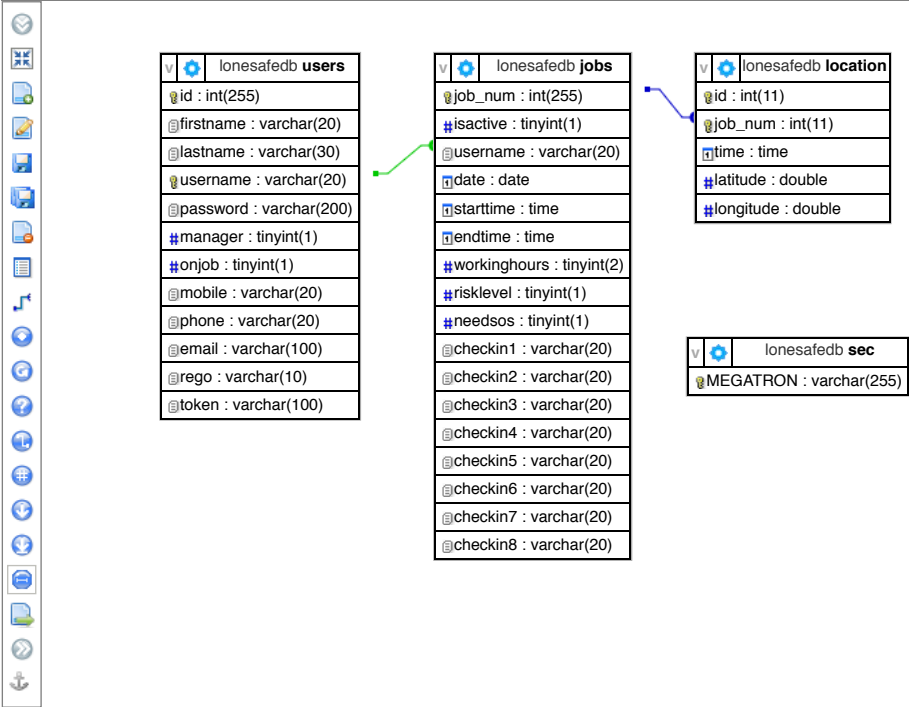 v lonesafedb users
id : int(255)
firstname : varchar(20)
lastname : varchar(30)
username : varchar(20)
password : varchar(200)
#manager : tinyint(1)
#onjob : tinyint(1)
mobile : varchar(20)
phone : varchar(20)
email : varchar(100)
rego : varchar(10)
token : varchar(100)
v lonesafedb jobs
job_num : int(255)
#isactive : tinyint(1)
username : varchar(20)
date : date
starttime : time
endtime : time
#workinghours : tinyint(2)
#risklevel : tinyint(1)
#needsos : tinyint(1)
checkin1 : varchar(20)
checkin2 : varchar(20)
checkin3 : varchar(20)
checkin4 : varchar(20)
checkin5 : varchar(20)
checkin6 : varchar(20)
checkin7 : varchar(20)
checkin8 : varchar(20)
v lonesafedb location
id : int(11)
job_num : int(11)
time : time
#latitude : double
#longitude : double
v lonesafedb sec
MEGATRON : varchar(255)